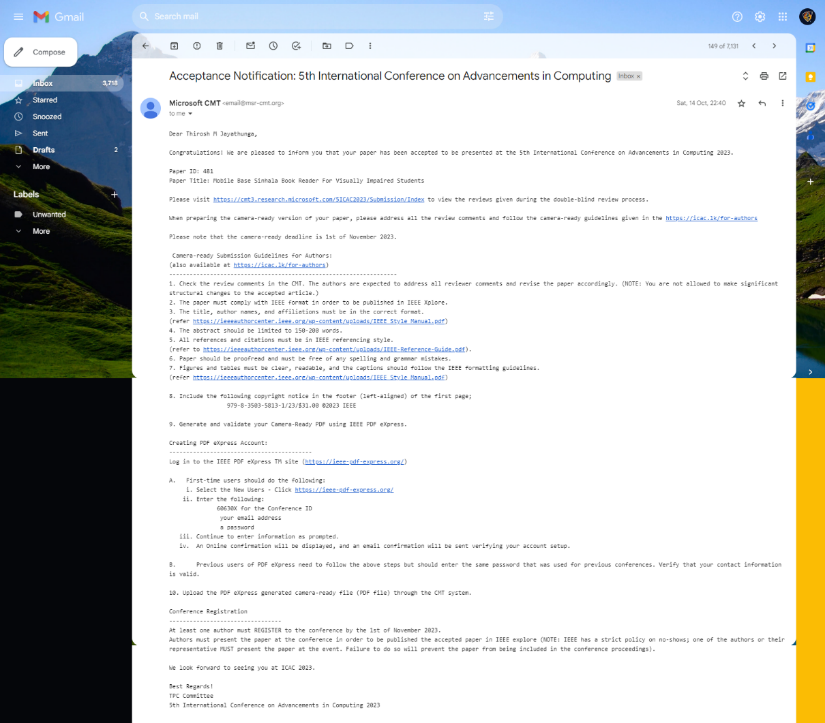 Gmail
Search mail
Compose
149 of 7,131
Inbox 3,718
Starred
Snoozed
Sent
Drafts 2
More
Labels
Unwanted
More
Acceptance Notification: 5th International Conference on Advancements in Computing Inbox ×
Microsoft CMT <email@msr-cmt.org>
to me
Sat, 14 Oct, 22:40
Dear Thirosh M Jayathunga,
Congratulations! We are pleased to inform you that your paper has been accepted to be presented at the 5th International Conference on Advancements in Computing 2023.
Paper ID: 461
Paper Title: Mobile Base Sinhala Book Reader For Visually Impaired Students
Please visit https://cmt3.research.microsoft.com/SICAC2023/Submission/Index to view the reviews given during the double-blind review process.
When preparing the camera-ready version of your paper, please address all the review comments and follow the camera-ready guidelines given in the https://icac.lk/for-authors
Please note that the camera-ready deadline is 1st of November 2023.
Camera-ready Submission Guidelines for Authors:
(also available at https://icac.lk/for-authors)
------------------------------------------------------------------
1. Check the review comments in the CMT. The authors are expected to address all reviewer comments and revise the paper accordingly. (NOTE: You are not allowed to make significant
structural changes to the accepted article.)
2. The paper must comply with IEEE format in order to be published in IEEE Xplore.
3. The title, author names, and affiliations must be in the correct format.
(refer https://ieeeauthorcenter.ieee.org/wp-content/uploads/IEEE Style Manual.pdf)
4. The abstract should be limited to 150-200 words.
5. All references and citations must be in IEEE referencing style.
(refer to https://ieeeauthorcenter.ieee.org/wp-content/uploads/IEEE-Reference-Guide.pdf).
6. Paper should be proofread and must be free of any spelling and grammar mistakes.
7. Figures and tables must be clear, readable, and the captions should follow the IEEE formatting guidelines.
(refer https://ieeeauthorcenter.ieee.org/wp-content/uploads/IEEE Style Manual.pdf)
8. Include the following copyright notice in the footer (left-aligned) of the first page;
979-8-3503-5813-1/23/$31.00 ©2023 IEEE
9. Generate and validate your Camera-Ready PDF using IEEE PDF eXpress.
Creating PDF eXpress Account:
-----------------------------------------
Log in to the IEEE PDF eXpress TM site (https://ieee-pdf-express.org/)
A. First-time users should do the following:
i. Select the New Users - Click https://ieee-pdf-express.org/
ii. Enter the following:
60630X for the Conference ID
your email address
a password
iii. Continue to enter information as prompted.
iv. An Online confirmation will be displayed, and an email confirmation will be sent verifying your account setup.
B. Previous users of PDF eXpress need to follow the above steps but should enter the same password that was used for previous conferences. Verify that your contact information
is valid.
10. Upload the PDF eXpress generated camera-ready file (PDF file) through the CMT system.
Conference Registration
--------------------------------
At least one author must REGISTER to the conference by the 1st of November 2023.
Authors must present the paper at the conference in order to be published the accepted paper in IEEE explore (NOTE: IEEE has a strict policy on no-shows; one of the authors or their
representative MUST present the paper at the event. Failure to do so will prevent the paper from being included in the conference proceedings).
We look forward to seeing you at ICAC 2023.
Best Regards!
TPC Committee
5th International Conference on Advancements in Computing 2023